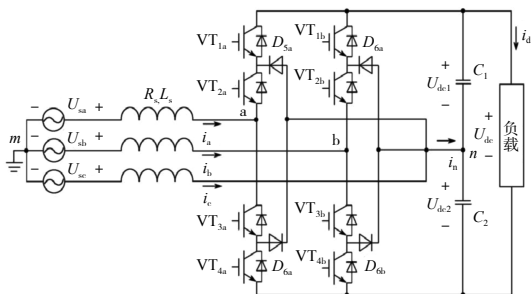 VT1a
D5a
VT1b
D6a
VT2a
VT2b
id
C1
Udc1
Rs,Ls
a
− Usa +
ia
m
− Usb +
ib
b
in
n
Udc
负载
− Usc +
ic
VT3a
VT3b
Udc2
C2
VT4a
D6a
VT4b
D6b